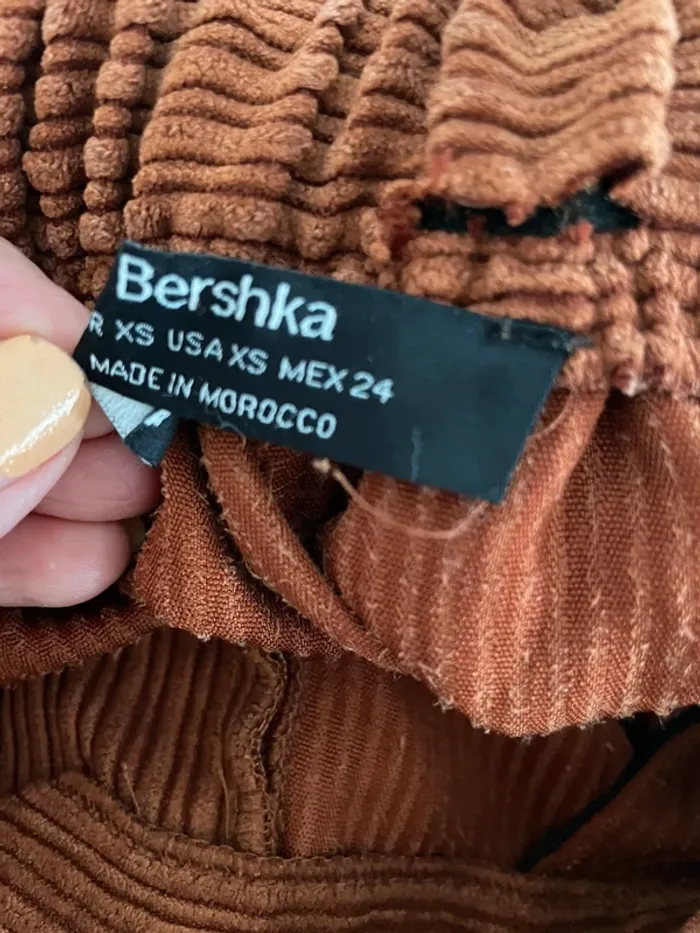 Bershka
R XS USA XS MEX 24
MADE IN MOROCCO